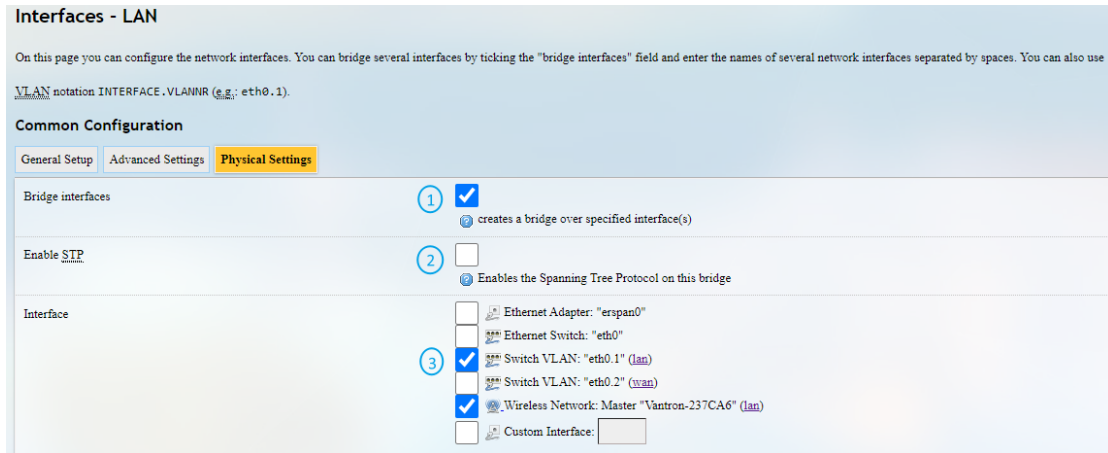 Interfaces - LAN
On this page you can configure the network interfaces. You can bridge several interfaces by ticking the "bridge interfaces" field and enter the names of several network interfaces separated by spaces. You can also use
VLAN notation INTERFACE.VLANNR (e.g.: eth0.1).
Common Configuration
General Setup Advanced Settings Physical Settings
Bridge interfaces 1
creates a bridge over specified interface(s)
Enable STP 2
Enables the Spanning Tree Protocol on this bridge
Interface Ethernet Adapter: "erspan0"
Ethernet Switch: "eth0"
3 Switch VLAN: "eth0.1" (lan)
Switch VLAN: "eth0.2" (wan)
Wireless Network: Master "Vantron-237CA6" (lan)
Custom Interface: